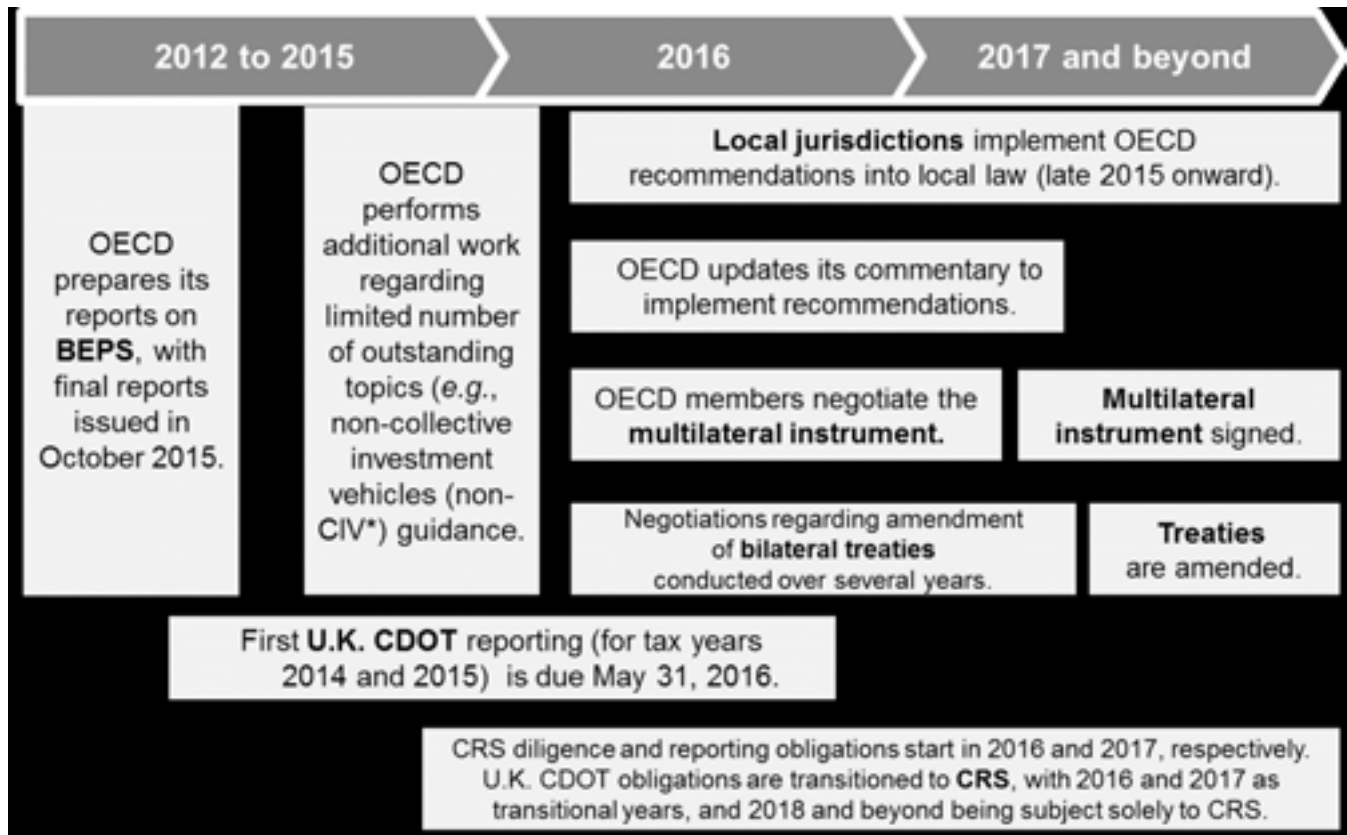 2012 to 2015
2016
2017 and beyond
OECD
prepares its
reports on
BEPS, with
final reports
issued in
October 2015.
OECD
performs
additional work
regarding
limited number
of outstanding
topics (e.g.,
non-collective
investment
vehicles (non-
CIV*) guidance.
Local jurisdictions implement OECD
recommendations into local law (late 2015 onward).
OECD updates its commentary to
implement recommendations.
OECD members negotiate the
multilateral instrument.
Multilateral
instrument signed.
Negotiations regarding amendment
of bilateral treaties
conducted over several years.
Treaties
are amended.
First U.K. CDOT reporting (for tax years
2014 and 2015) is due May 31, 2016.
CRS diligence and reporting obligations start in 2016 and 2017, respectively.
U.K. CDOT obligations are transitioned to CRS, with 2016 and 2017 as
transitional years, and 2018 and beyond being subject solely to CRS.